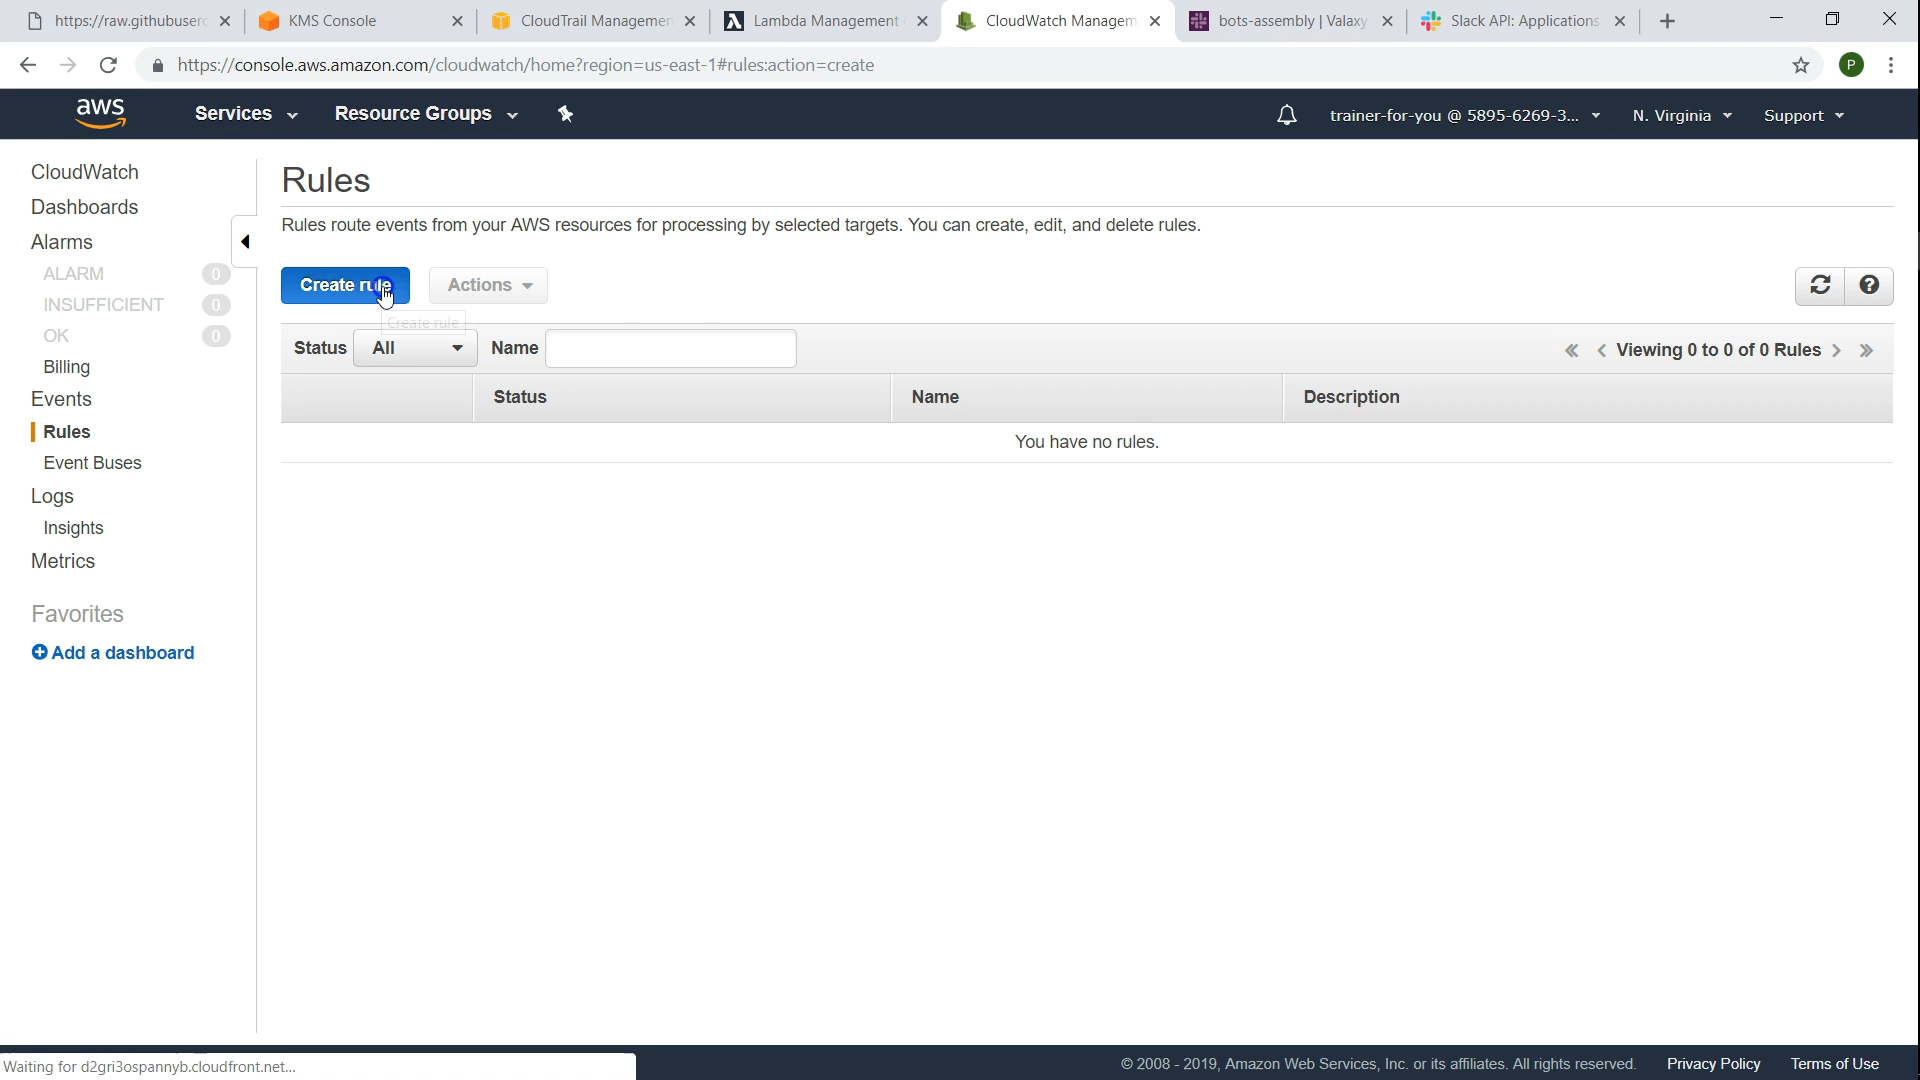 https://raw.githubuserc
KMS Console
CloudTrail Managemen
Lambda Management C
CloudWatch Managem
bots-assembly | Valaxy
Slack API: Applications
https://console.aws.amazon.com/cloudwatch/home?region=us-east-1#rules:action=create
P
aws
Services
Resource Groups
trainer-for-you @ 5895-6269-3...
N. Virginia
Support
CloudWatch
Dashboards
Alarms
ALARM 0
INSUFFICIENT 0
OK 0
Billing
Events
Rules
Event Buses
Logs
Insights
Metrics
Favorites
Add a dashboard
Rules
Rules route events from your AWS resources for processing by selected targets. You can create, edit, and delete rules.
Create rule
Actions
Create rule
Status All Name
Viewing 0 to 0 of 0 Rules
Status Name Description
You have no rules.
Waiting for d2gri3ospannyb.cloudfront.net...
© 2008 - 2019, Amazon Web Services, Inc. or its affiliates. All rights reserved. Privacy Policy Terms of Use